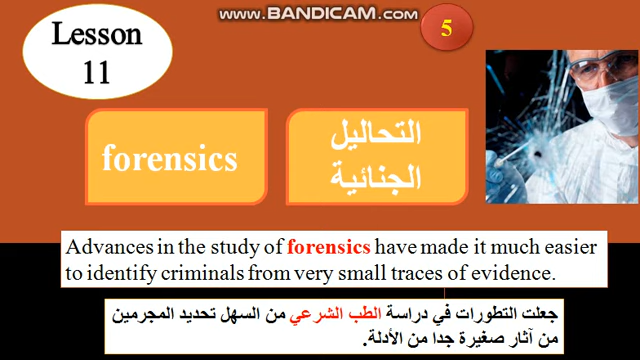 www.BANDICAM.com
Lesson
11
5
forensics
التحاليل
الجنائية
Advances in the study of forensics have made it much easier
to identify criminals from very small traces of evidence.
جعلت التطورات في دراسة الطب الشرعي من السهل تحديد المجرمين
من آثار صغيرة جدا من الأدلة.